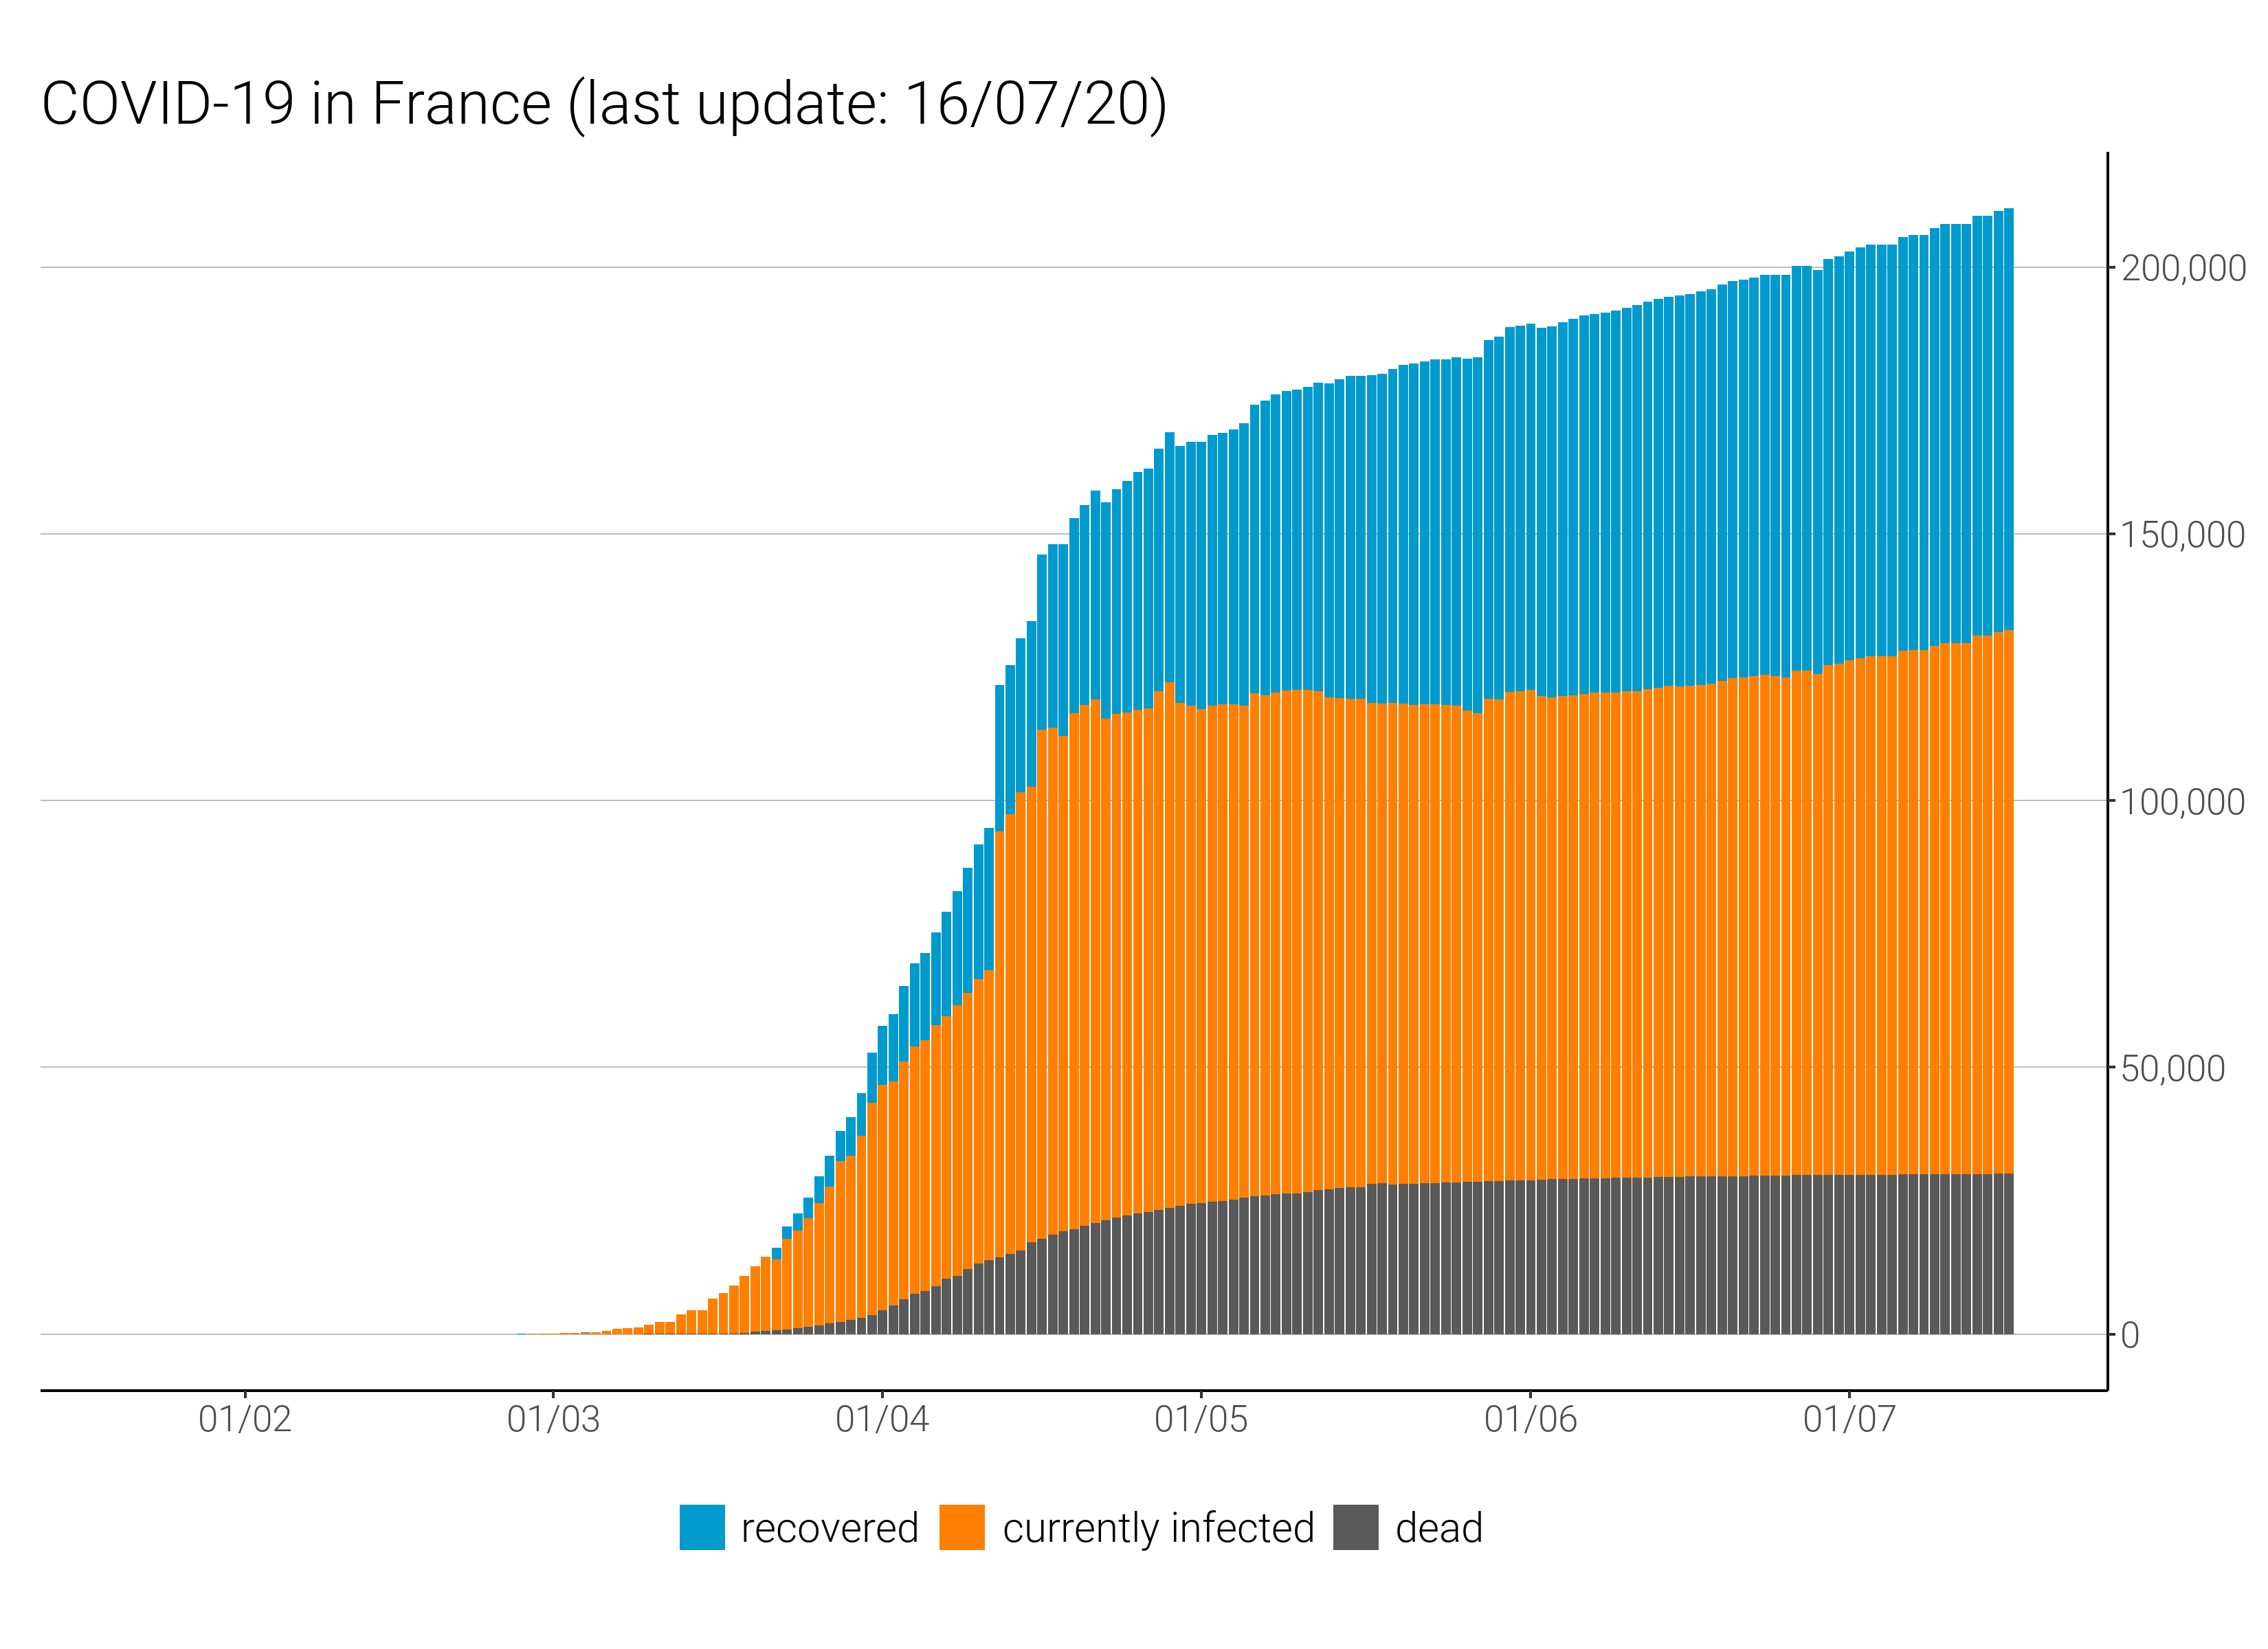 COVID-19 in France (last update: 16/07/20)
200,000
150,000
100,000
50,000
0
01/02 01/03 01/04 01/05 01/06 01/07
recovered currently infected dead